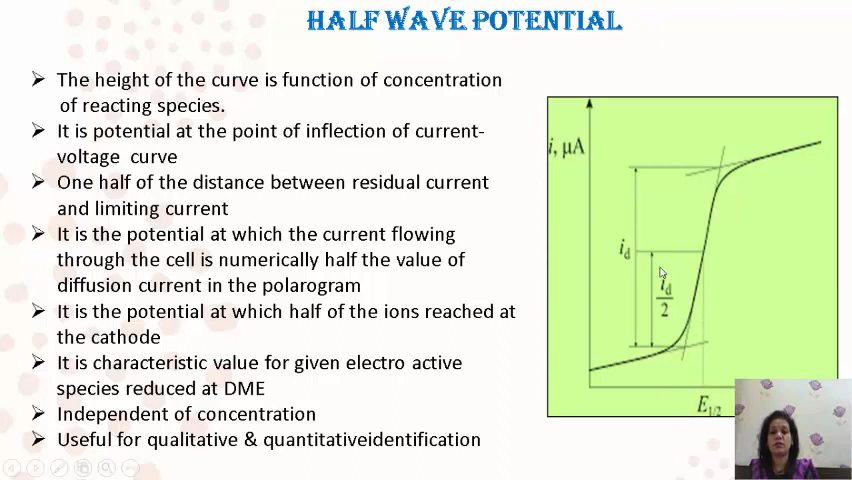 HALF WAVE POTENTIAL
➢ The height of the curve is function of concentration
of reacting species.
➢ It is potential at the point of inflection of current-
voltage curve
➢ One half of the distance between residual current
and limiting current
➢ It is the potential at which the current flowing
through the cell is numerically half the value of
diffusion current in the polarogram
➢ It is the potential at which half of the ions reached at
the cathode
➢ It is characteristic value for given electro active
species reduced at DME
➢ Independent of concentration
➢ Useful for qualitative & quantitativeidentification
i, µA
i_d
i_d
2
E_1/2